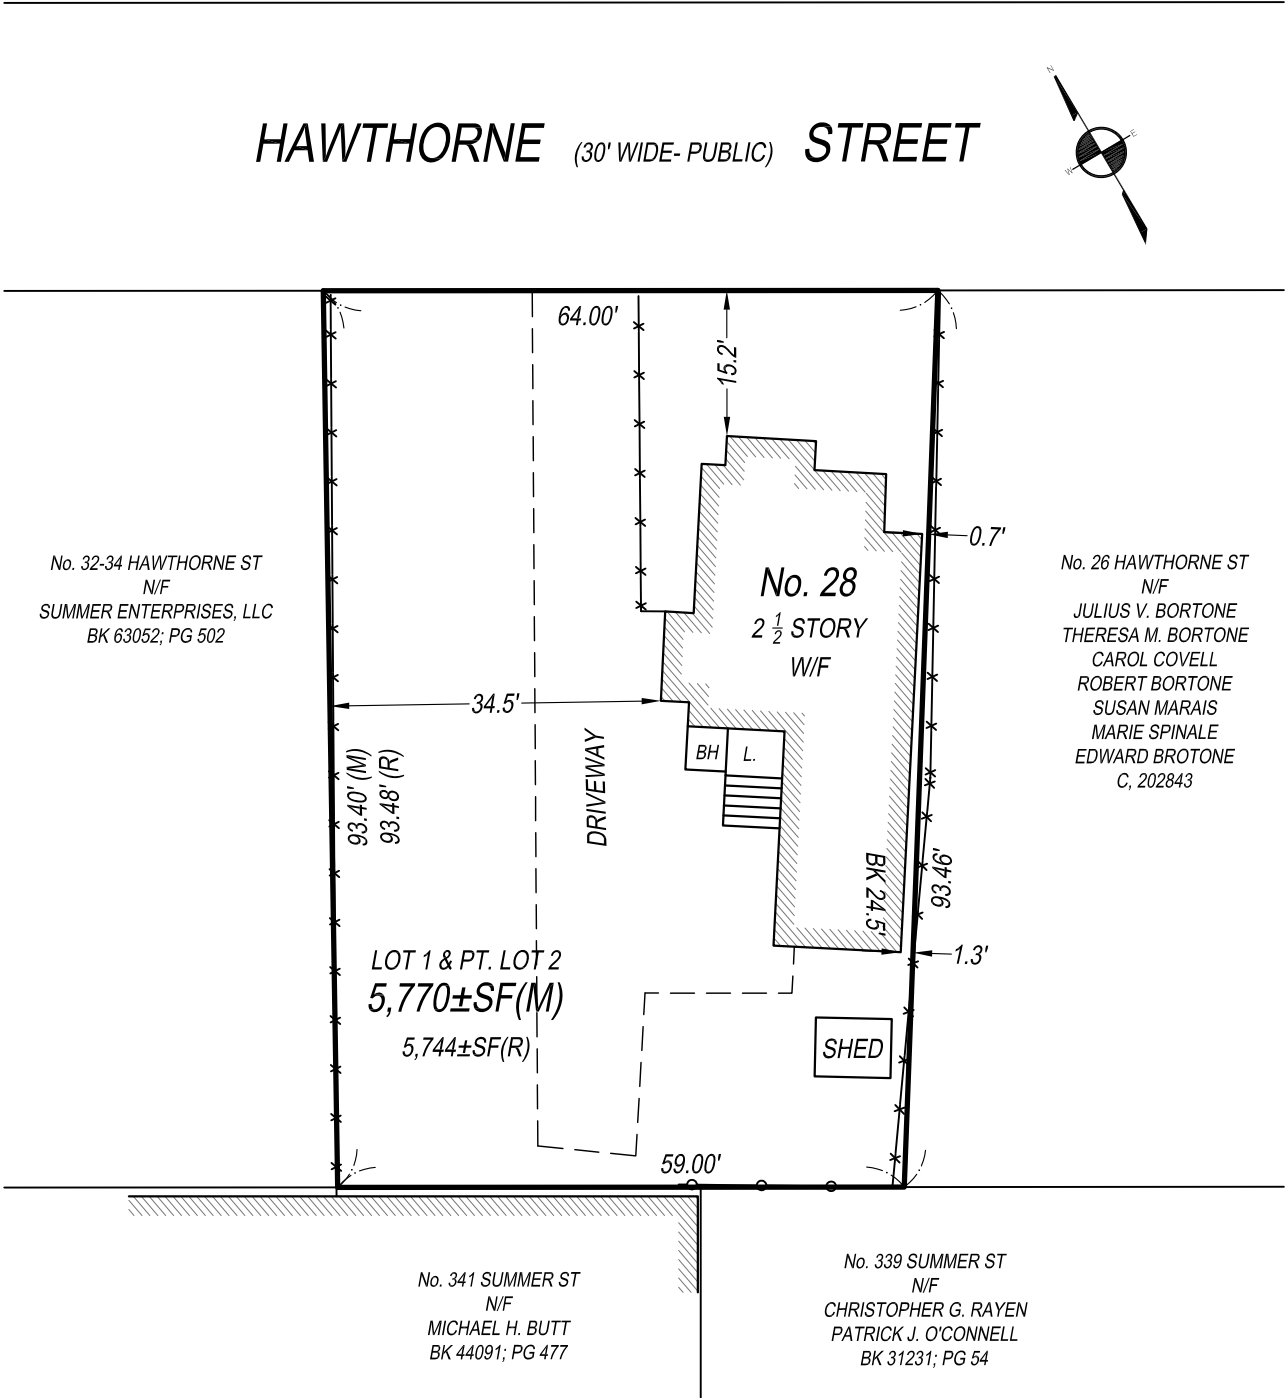 HAWTHORNE (30' WIDE- PUBLIC) STREET
N
E
W
64.00'
15.2'
0.7'
No. 32-34 HAWTHORNE ST
N/F
SUMMER ENTERPRISES, LLC
BK 63052; PG 502
No. 28
2 1/2 STORY
W/F
No. 26 HAWTHORNE ST
N/F
JULIUS V. BORTONE
THERESA M. BORTONE
CAROL COVELL
ROBERT BORTONE
SUSAN MARAIS
MARIE SPINALE
EDWARD BROTONE
C, 202843
34.5'
93.40' (M)
93.48' (R)
DRIVEWAY
BH
L.
BK 24.5'
93.46'
1.3'
LOT 1 & PT. LOT 2
5,770±SF(M)
5,744±SF(R)
SHED
59.00'
No. 341 SUMMER ST
N/F
MICHAEL H. BUTT
BK 44091; PG 477
No. 339 SUMMER ST
N/F
CHRISTOPHER G. RAYEN
PATRICK J. O'CONNELL
BK 31231; PG 54